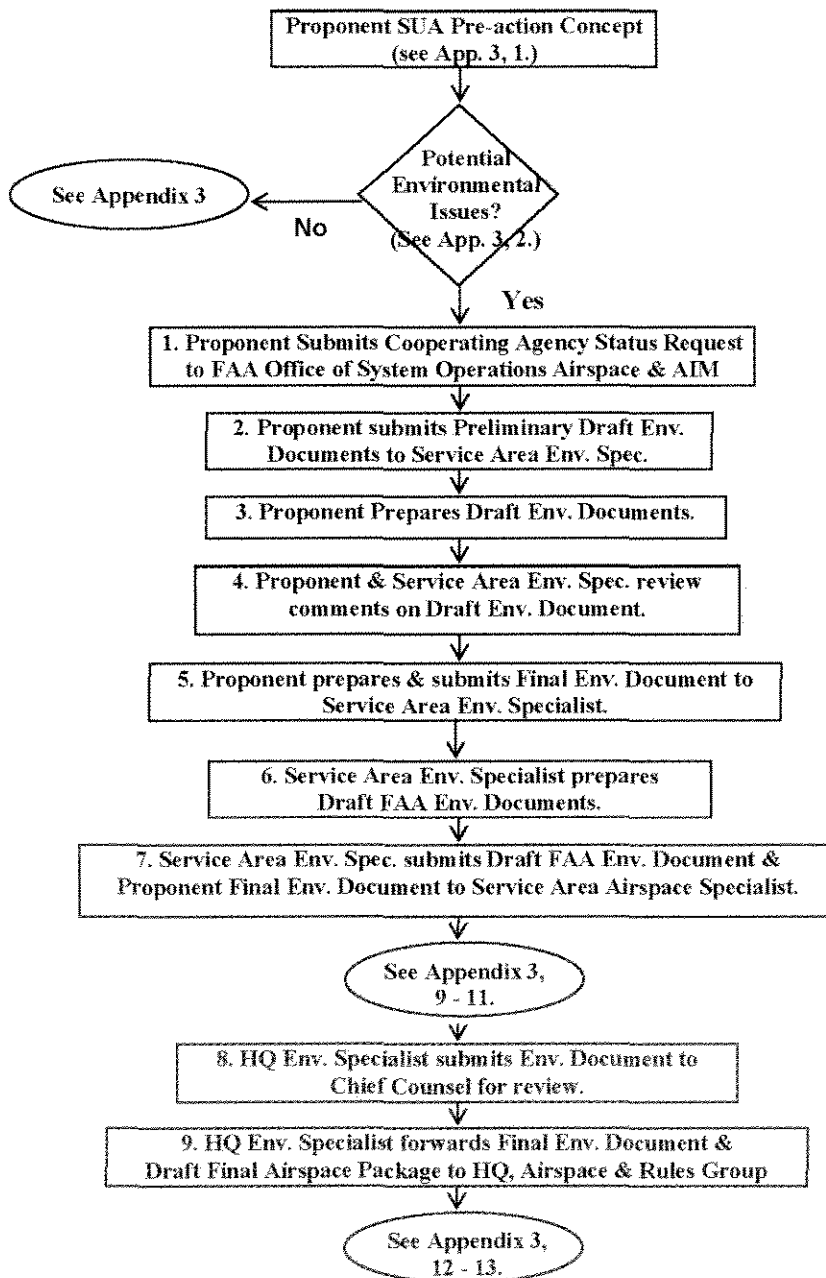 Proponent SUA Pre-action Concept
(see App. 3, 1.)
Potential
Environmental
Issues?
(See App. 3, 2.)
See Appendix 3
No
Yes
1. Proponent Submits Cooperating Agency Status Request
to FAA Office of System Operations Airspace & AIM
2. Proponent submits Preliminary Draft Env.
Documents to Service Area Env. Spec.
3. Proponent Prepares Draft Env. Documents.
4. Proponent & Service Area Env. Spec. review
comments on Draft Env. Document.
5. Proponent prepares & submits Final Env. Document to
Service Area Env. Specialist.
6. Service Area Env. Specialist prepares
Draft FAA Env. Documents.
7. Service Area Env. Spec. submits Draft FAA Env. Document &
Proponent Final Env. Document to Service Area Airspace Specialist.
See Appendix 3,
9 - 11.
8. HQ Env. Specialist submits Env. Document to
Chief Counsel for review.
9. HQ Env. Specialist forwards Final Env. Document &
Draft Final Airspace Package to HQ, Airspace & Rules Group
See Appendix 3,
12 - 13.